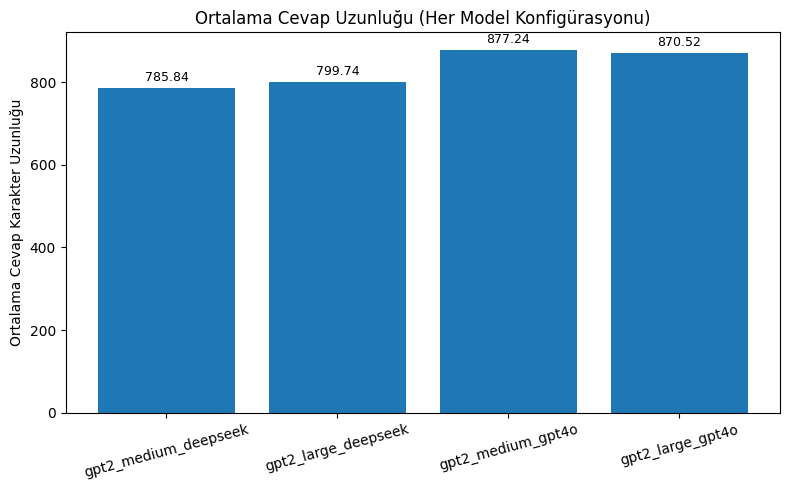 Ortalama Cevap Uzunluğu (Her Model Konfigürasyonu)
Ortalama Cevap Karakter Uzunluğu
800
600
400
200
0
785.84
799.74
877.24
870.52
gpt2_medium_deepseek
gpt2_large_deepseek
gpt2_medium_gpt4o
gpt2_large_gpt4o